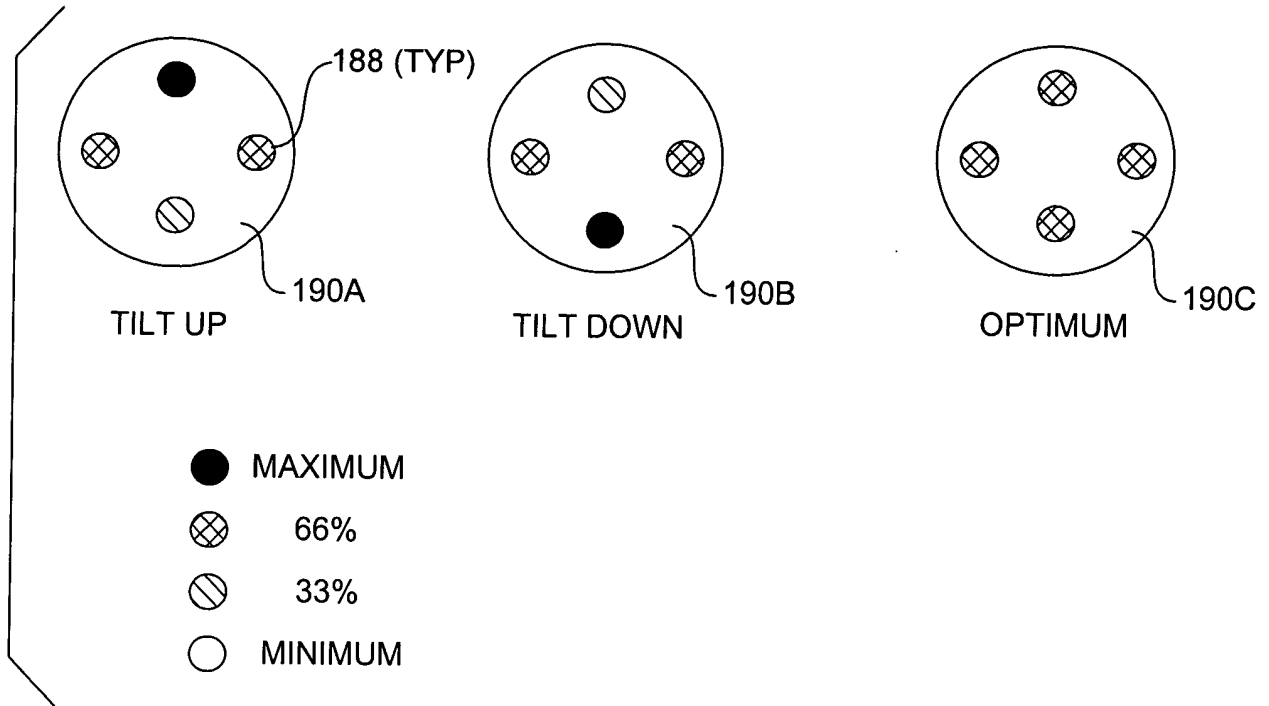 188 (TYP)
190A
190B
190C
TILT UP
TILT DOWN
OPTIMUM
MAXIMUM
66%
33%
MINIMUM